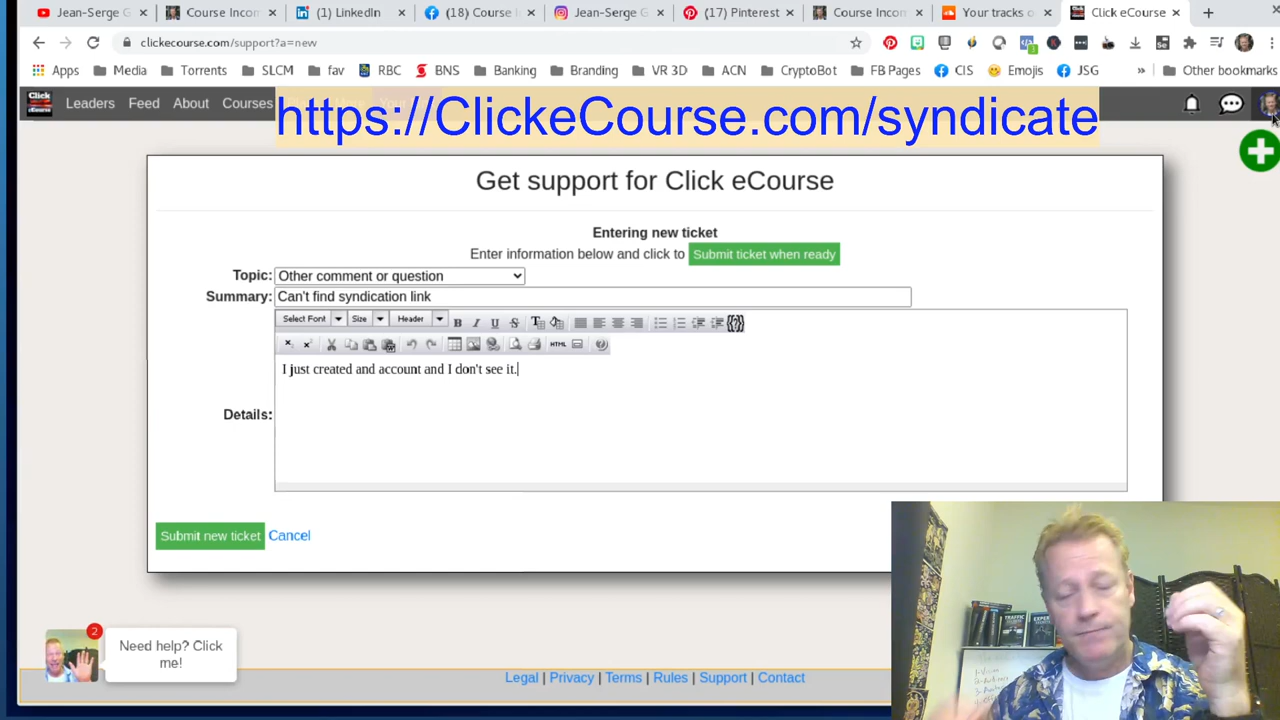 Jean-Serge G
Course Incom
(1) LinkedIn
(18) Course I
Jean-Serge G
(17) Pinterest
Course Incom
Your tracks o
Click eCourse
clickecourse.com/support?a=new
Apps
Media
Torrents
SLCM
fav
RBC
BNS
Banking
Branding
VR 3D
ACN
CryptoBot
FB Pages
CIS
Emojis
JSG
»
Other bookmarks
Click eCourse
Leaders
Feed
About
Courses
https://ClickeCourse.com/syndicate
Get support for Click eCourse
Entering new ticket
Enter information below and click to Submit ticket when ready
Topic: Other comment or question
Summary: Can't find syndication link
Select Font
Size
Header
HTML
Details: I just created and account and I don't see it.
Submit new ticket Cancel
2
Need help? Click
me!
Legal | Privacy | Terms | Rules | Support | Contact
TRAFFIC